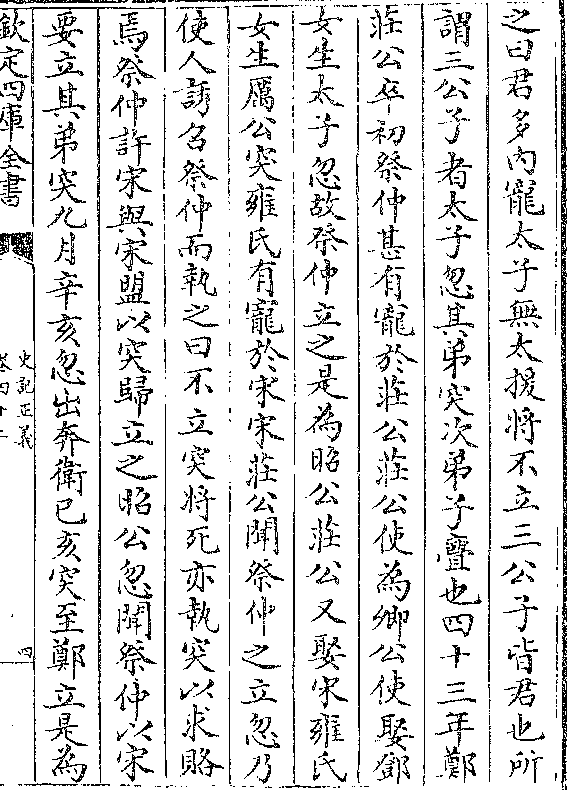 之曰君多内寵太子無太援將不立三公子皆君也所
謂三公子者太子忽其弟突次弟子亹也四十三年鄭
莊公卒初祭仲甚有寵於莊公莊公使為卿公使娶鄧
女生太子忽故祭仲立之是為昭公莊公又娶宋雍氏
女生厲公突雍氏有寵於宋宋莊公聞祭仲之立忽乃
使人誘召祭仲而執之曰不立突將死亦執突以求賂
焉祭仲許宋與宋盟以突歸立之昭公忽聞祭仲以宋
要立其弟突九月辛亥忽出奔衛已亥突至鄭立是為
欽定四庫全書
史記正義
卷四十二
四